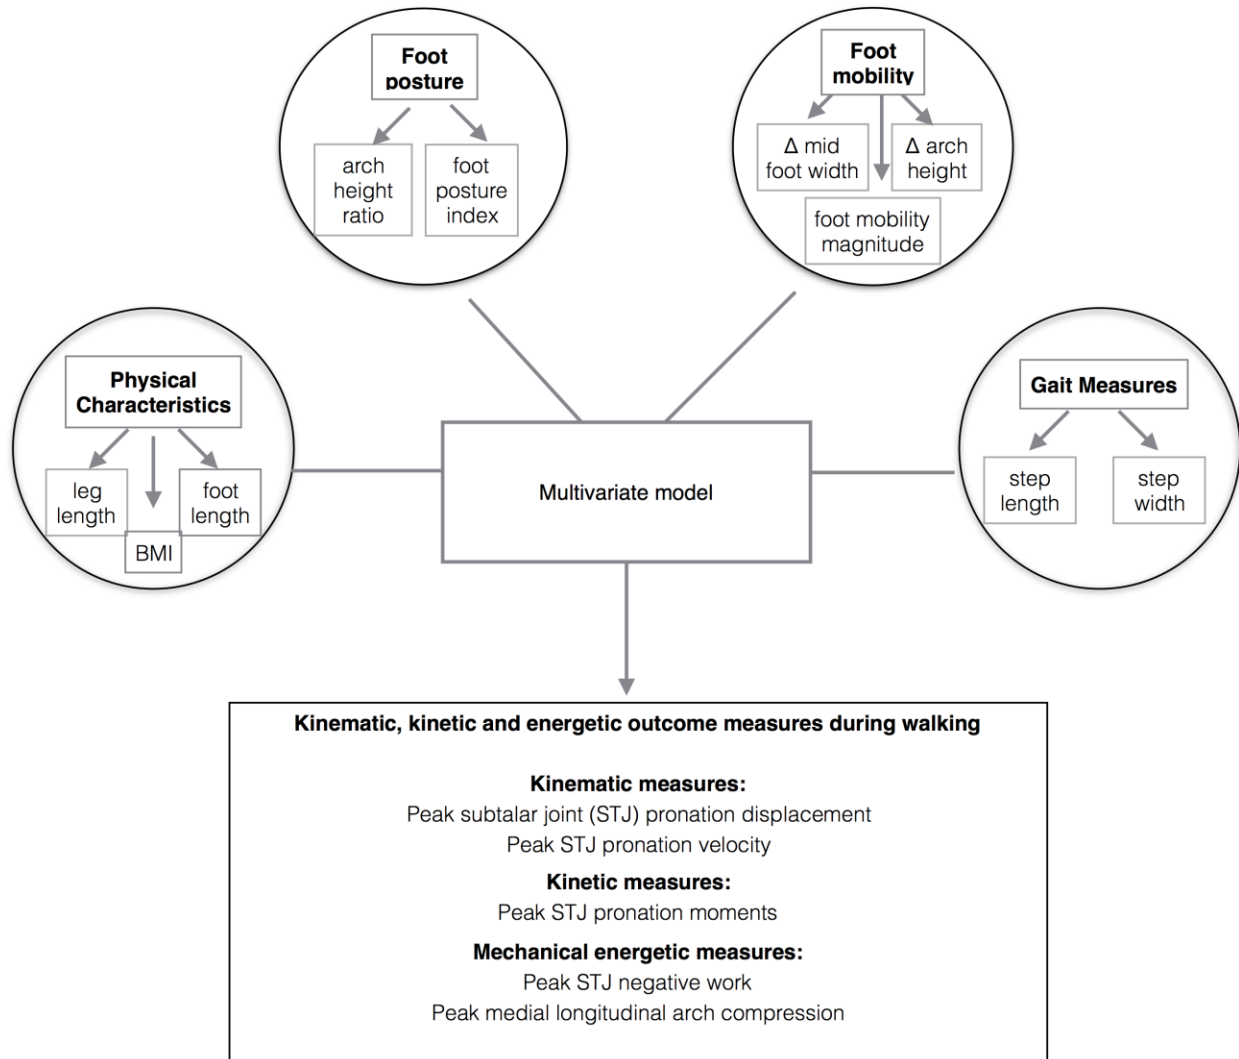 Foot
posture
arch
height
ratio
foot
posture
index
Foot
mobility
Δ mid
foot width
Δ arch
height
foot mobility
magnitude
Physical
Characteristics
leg
length
foot
length
BMI
Gait Measures
step
length
step
width
Multivariate model
Kinematic, kinetic and energetic outcome measures during walking
Kinematic measures:
Peak subtalar joint (STJ) pronation displacement
Peak STJ pronation velocity
Kinetic measures:
Peak STJ pronation moments
Mechanical energetic measures:
Peak STJ negative work
Peak medial longitudinal arch compression